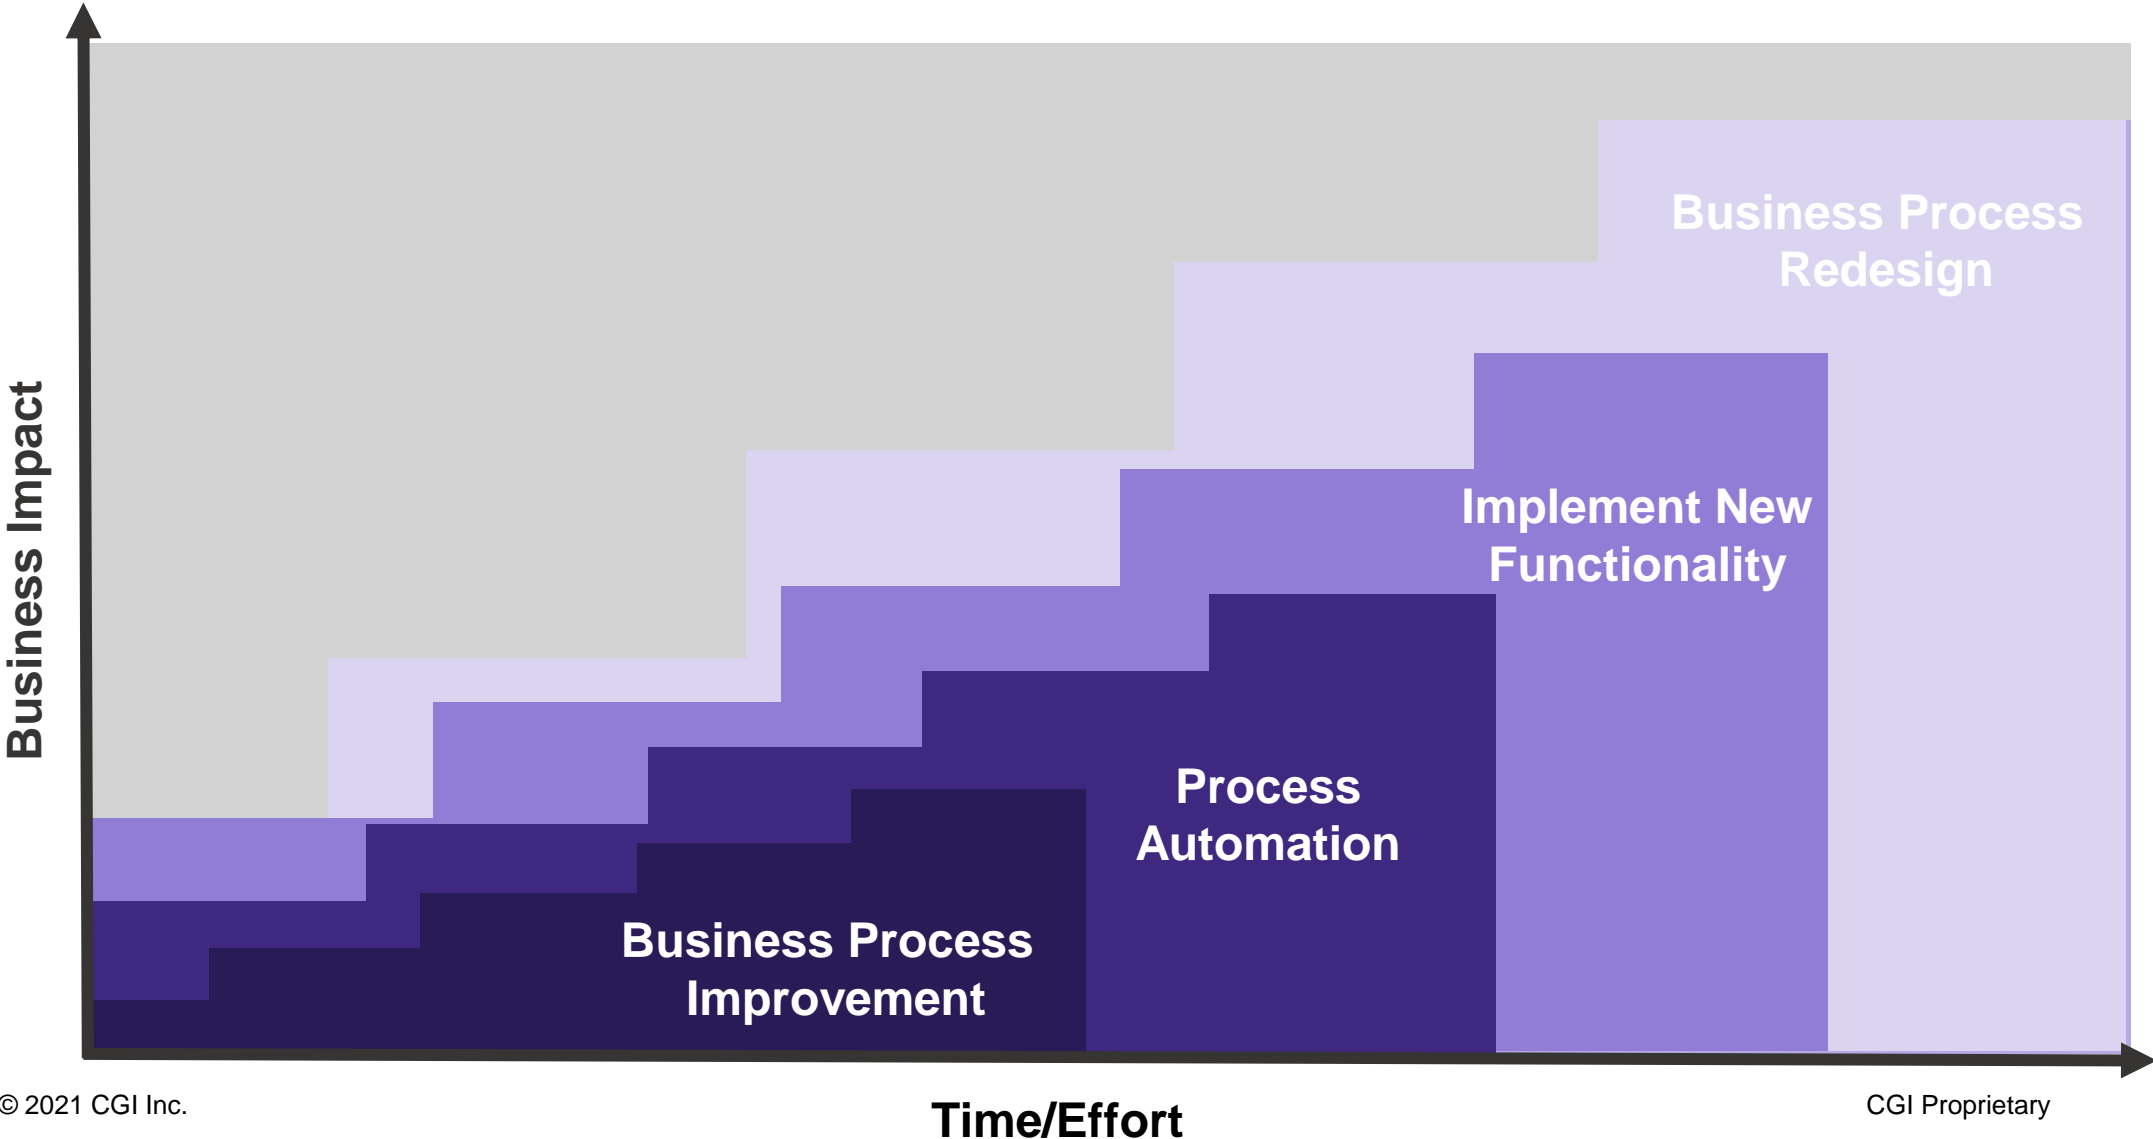 Business Impact
Business Process
Redesign
Implement New
Functionality
Process
Automation
Business Process
Improvement
© 2021 CGI Inc.
Time/Effort
CGI Proprietary